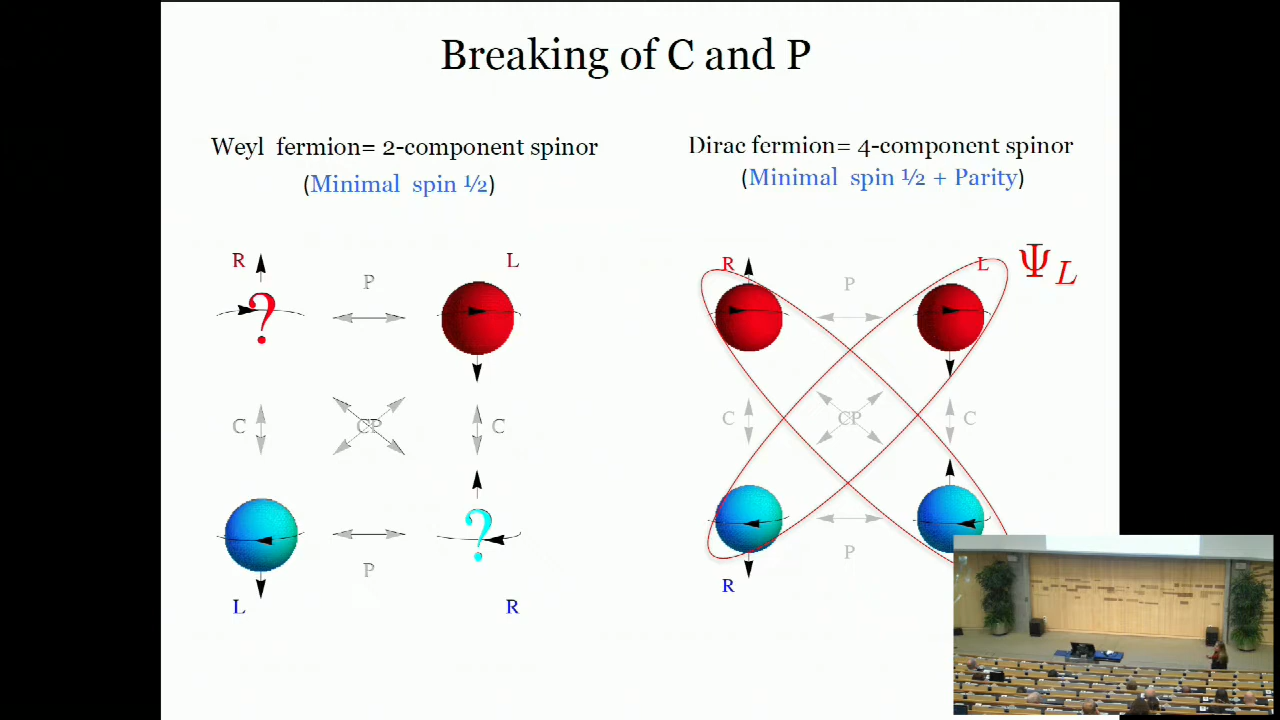 Breaking of C and P
Weyl fermion= 2-component spinor
(Minimal spin ½)
Dirac fermion= 4-component spinor
(Minimal spin ½ + Parity)
R
P
L
?
C
CP
C
?
P
L
R
R
P
L
Ψ L
C
CP
C
P
R